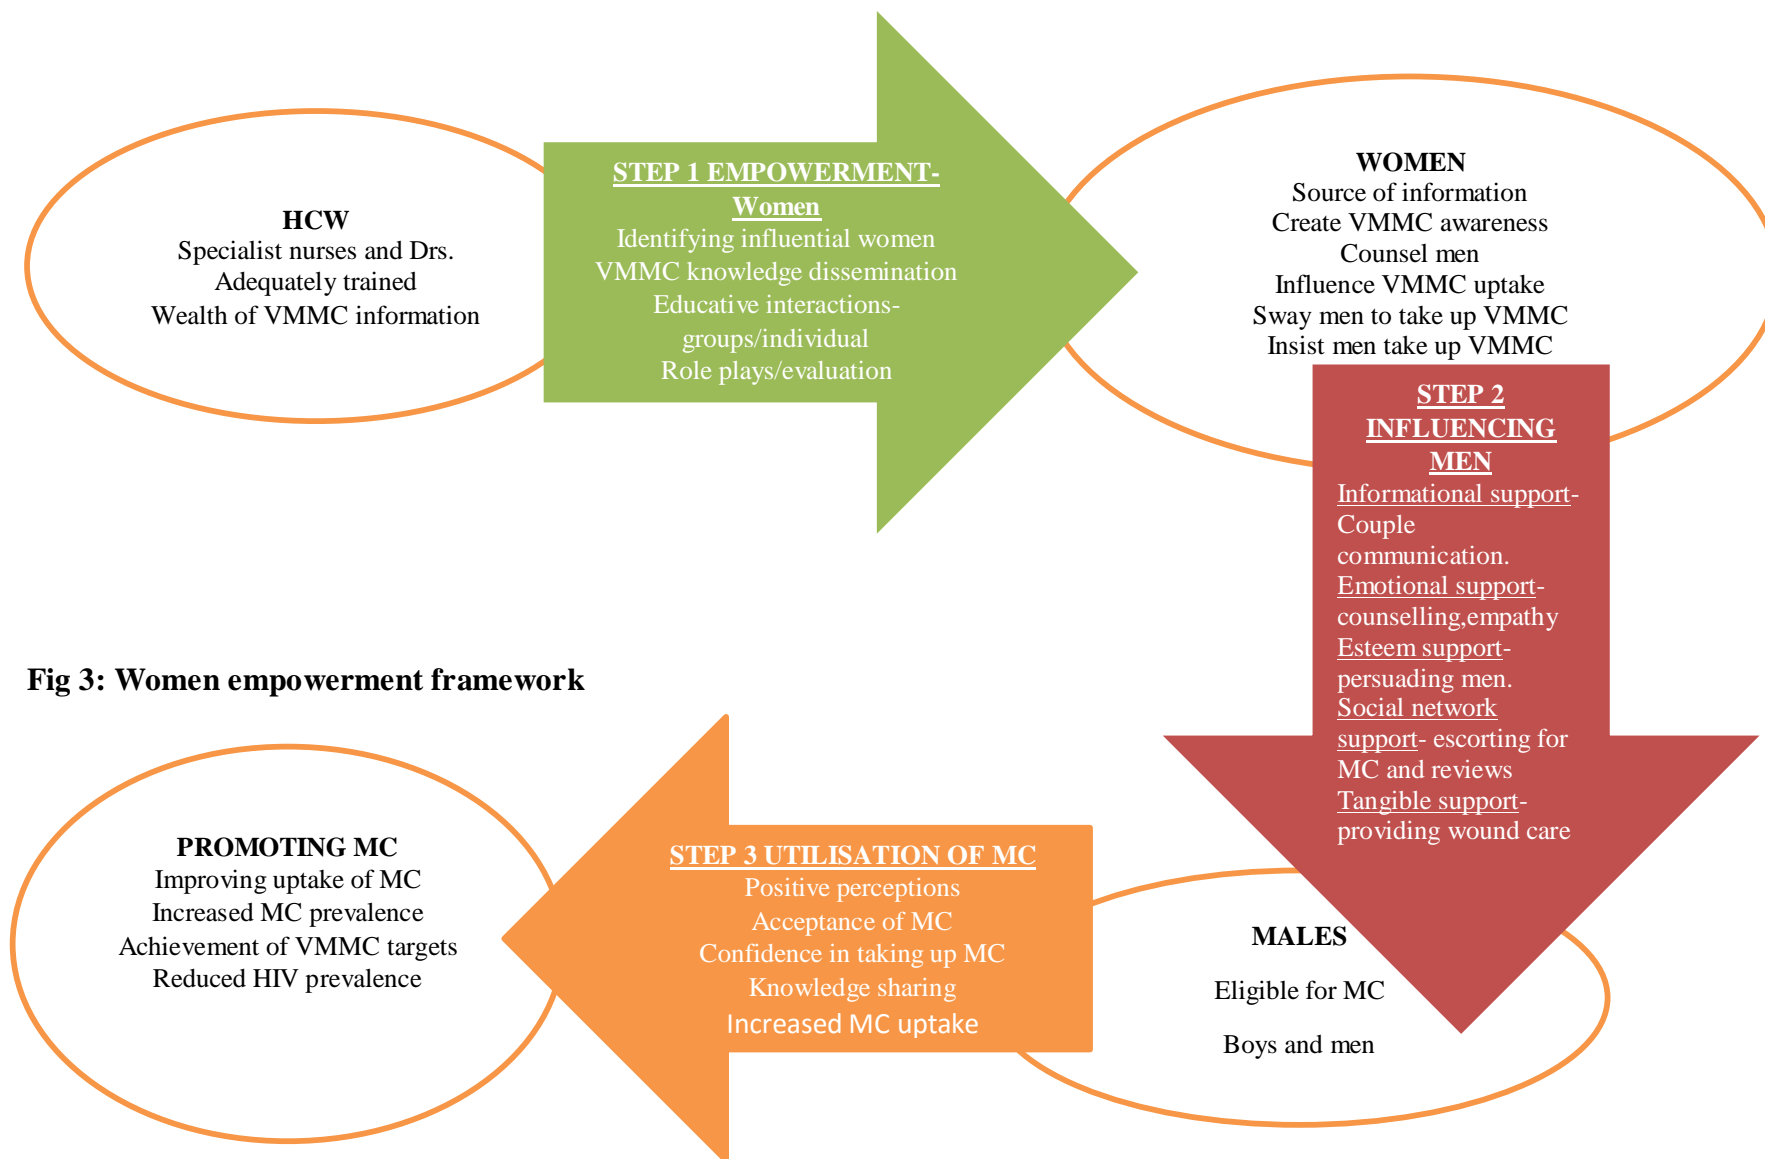 HCW
Specialist nurses and Drs.
Adequately trained
Wealth of VMMC information
STEP 1 EMPOWERMENT-
Women
Identifying influential women
VMMC knowledge dissemination
Educative interactions-
groups/individual
Role plays/evaluation
WOMEN
Source of information
Create VMMC awareness
Counsel men
Influence VMMC uptake
Sway men to take up VMMC
Insist men take up VMMC
STEP 2
INFLUENCING
MEN
Informational support-
Couple
communication.
Emotional support-
counselling,empathy
Esteem support-
persuading men.
Social network
support- escorting for
MC and reviews
Tangible support-
providing wound care
Fig 3: Women empowerment framework
MALES
Eligible for MC
Boys and men
STEP 3 UTILISATION OF MC
Positive perceptions
Acceptance of MC
Confidence in taking up MC
Knowledge sharing
Increased MC uptake
PROMOTING MC
Improving uptake of MC
Increased MC prevalence
Achievement of VMMC targets
Reduced HIV prevalence